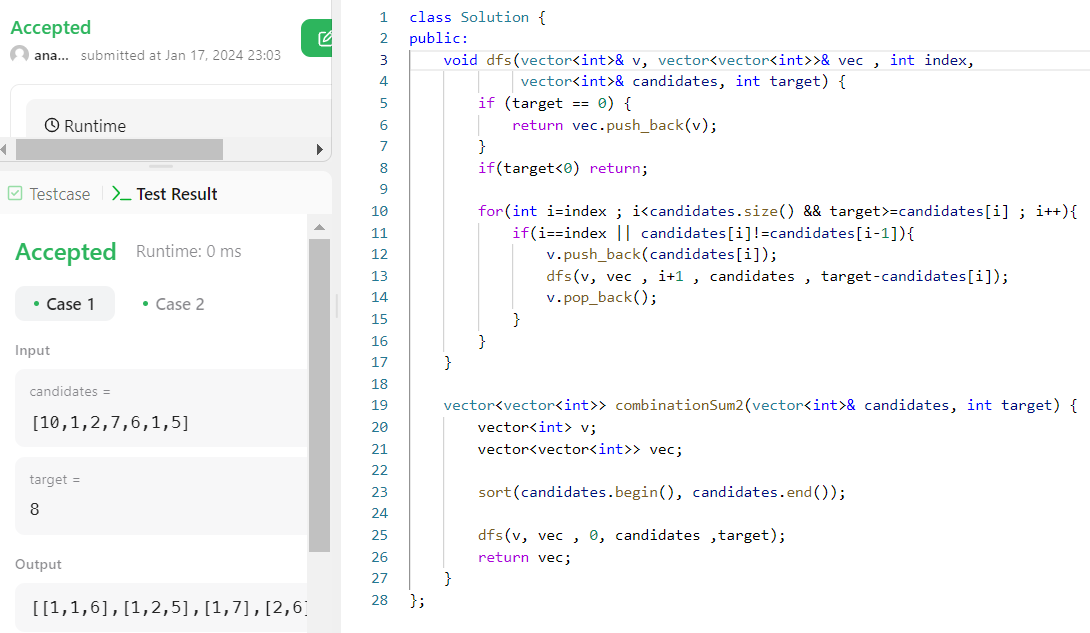 Accepted
ana... submitted at Jan 17, 2024 23:03
Runtime
Testcase Test Result
Accepted Runtime: 0 ms
Case 1 Case 2
Input
candidates =
[10,1,2,7,6,1,5]
target =
8
Output
[[1,1,6],[1,2,5],[1,7],[2,6]
1 class Solution {
2 public:
3 void dfs(vector<int>& v, vector<vector<int>>& vec , int index,
4 vector<int>& candidates, int target) {
5 if (target == 0) {
6 return vec.push_back(v);
7 }
8 if(target<0) return;
9
10 for(int i=index ; i<candidates.size() && target>=candidates[i] ; i++){
11 if(i==index || candidates[i]!=candidates[i-1]){
12 v.push_back(candidates[i]);
13 dfs(v, vec , i+1 , candidates , target-candidates[i]);
14 v.pop_back();
15 }
16 }
17 }
18
19 vector<vector<int>> combinationSum2(vector<int>& candidates, int target) {
20 vector<int> v;
21 vector<vector<int>> vec;
22
23 sort(candidates.begin(), candidates.end());
24
25 dfs(v, vec , 0, candidates ,target);
26 return vec;
27 }
28 };